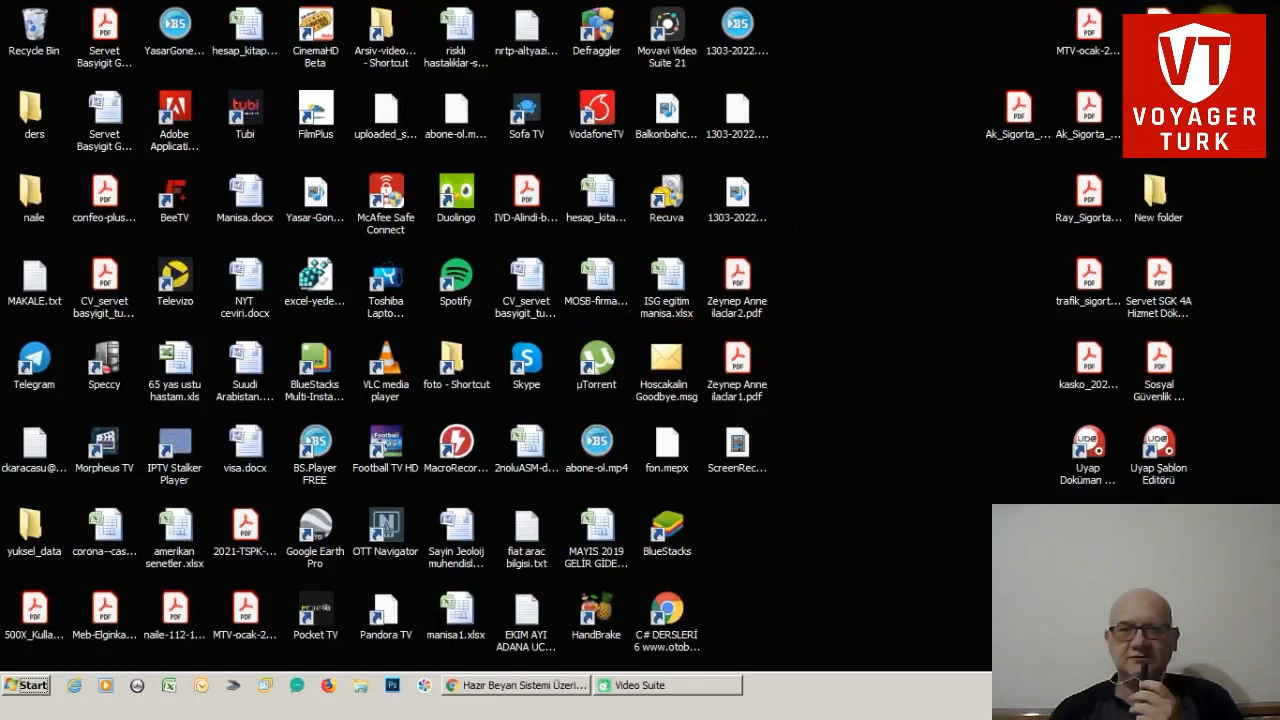 Recycle Bin
Servet
Basyigit G...
YasarGone...
hesap_kitap...
CinemaHD
Beta
Arsiv-video...
- Shortcut
riskli
hastaliklar-s...
nrtp-altyazi...
Defraggler
Movavi Video
Suite 21
1303-2022....
MTV-ocak-2...
VT
VOYAGER
TURK
ders
Servet
Basyigit G...
Adobe
Applicati...
tubi
Tubi
FilmPlus
uploaded_s...
abone-ol.m...
Sofa TV
VodafoneTV
Balkonbahc...
1303-2022....
Ak_Sigorta_...
Ak_Sigorta_...
naile
confeo-plus...
BeeTV
Manisa.docx
Yasar-Gon...
McAfee Safe
Connect
Duolingo
IVD-Alindi-b...
hesap_kita...
Recuva
1303-2022...
Ray_Sigorta...
New folder
MAKALE.txt
CV_servet
basyigit_tu...
Televizo
NYT
ceviri.docx
excel-yede...
Toshiba
Lapto...
Spotify
CV_servet
basyigit_tu...
MOSB-firma...
ISG egitim
manisa.xlsx
Zeynep Anne
ilaclar2.pdf
trafik_sigort...
Servet SGK 4A
Hizmet Dök...
Telegram
Speccy
65 yas ustu
hastam.xls
Suudi
Arabistan....
BlueStacks
Multi-Insta...
VLC media
player
foto - Shortcut
Skype
µTorrent
Hoscakalin
Goodbye.msg
Zeynep Anne
ilaclar1.pdf
kasko_202...
Sosyal
Güvenlik ...
ckaracasu@...
Morpheus TV
IPTV Stalker
Player
visa.docx
BS.Player
FREE
Football TV HD
MacroRecor...
2noluASM-d...
abone-ol.mp4
fon.mepx
ScreenRec...
Uyap
Doküman ...
Uyap Şablon
Editörü
yuksel_data
corona--cas...
amerikan
senetler.xlsx
2021-TSPK-...
Google Earth
Pro
OTT Navigator
Sayin Jeoloij
muhendisl...
fiat arac
bilgisi.txt
MAYIS 2019
GELİR GİDE...
BlueStacks
500X_Kulla...
Meb-Elginka...
naile-112-1...
MTV-ocak-2...
Pocket TV
Pandora TV
manisa1.xlsx
EKIM AYI
ADANA UC...
HandBrake
C# DERSLERİ
6 www.otob...
Start
Hazır Beyan Sistemi Üzeri...
Video Suite